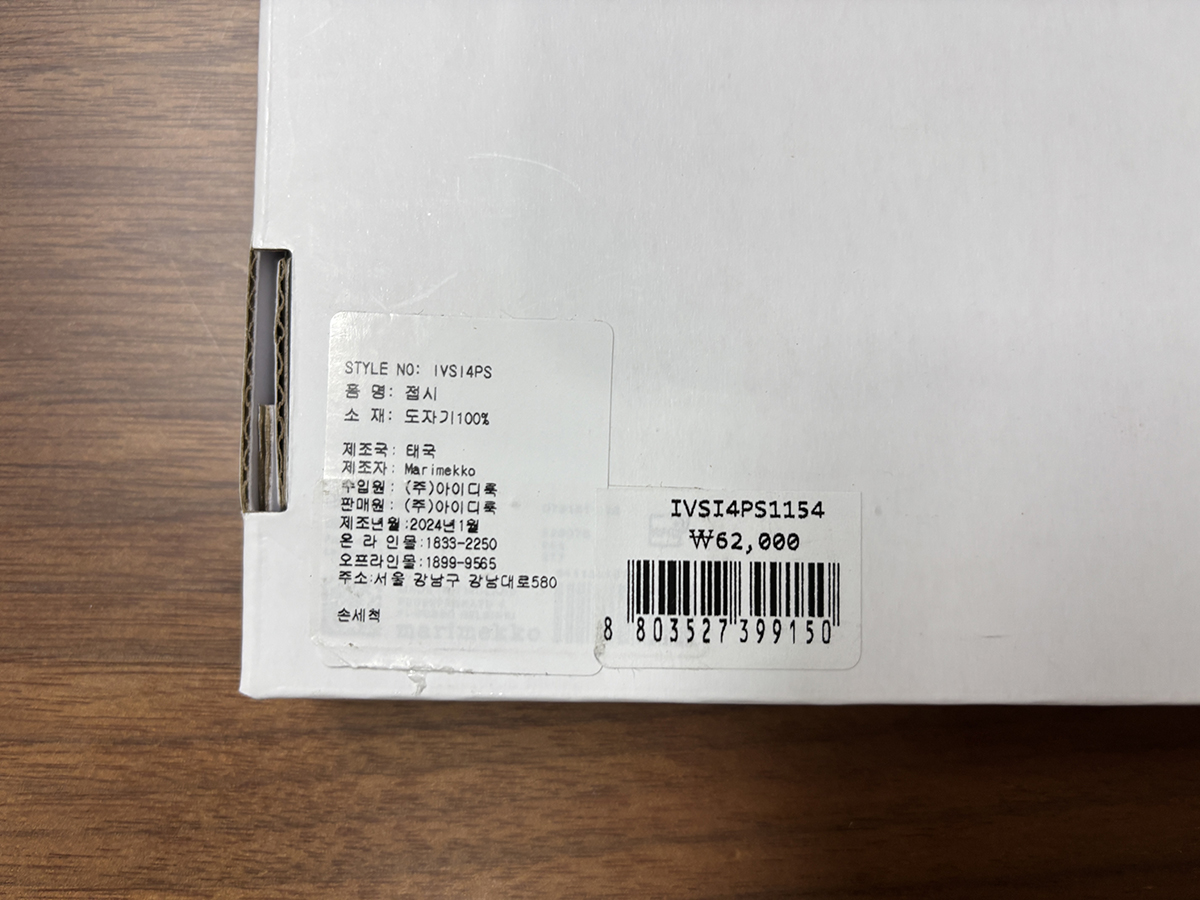 STYLE NO: IVSI4PS
품 명: 접시
소 재: 도자기100%
제조국: 태국
제조자: Marimekko
수입원: (주)아이디룩
판매원: (주)아이디룩
제조년월:2024년1월
온 라 인몰:1833-2250
오프라인몰:1899-9565
주소:서울 강남구 강남대로580
손세척
marimekko
IVSI4PS1154
₩62,000
8 803527 399150